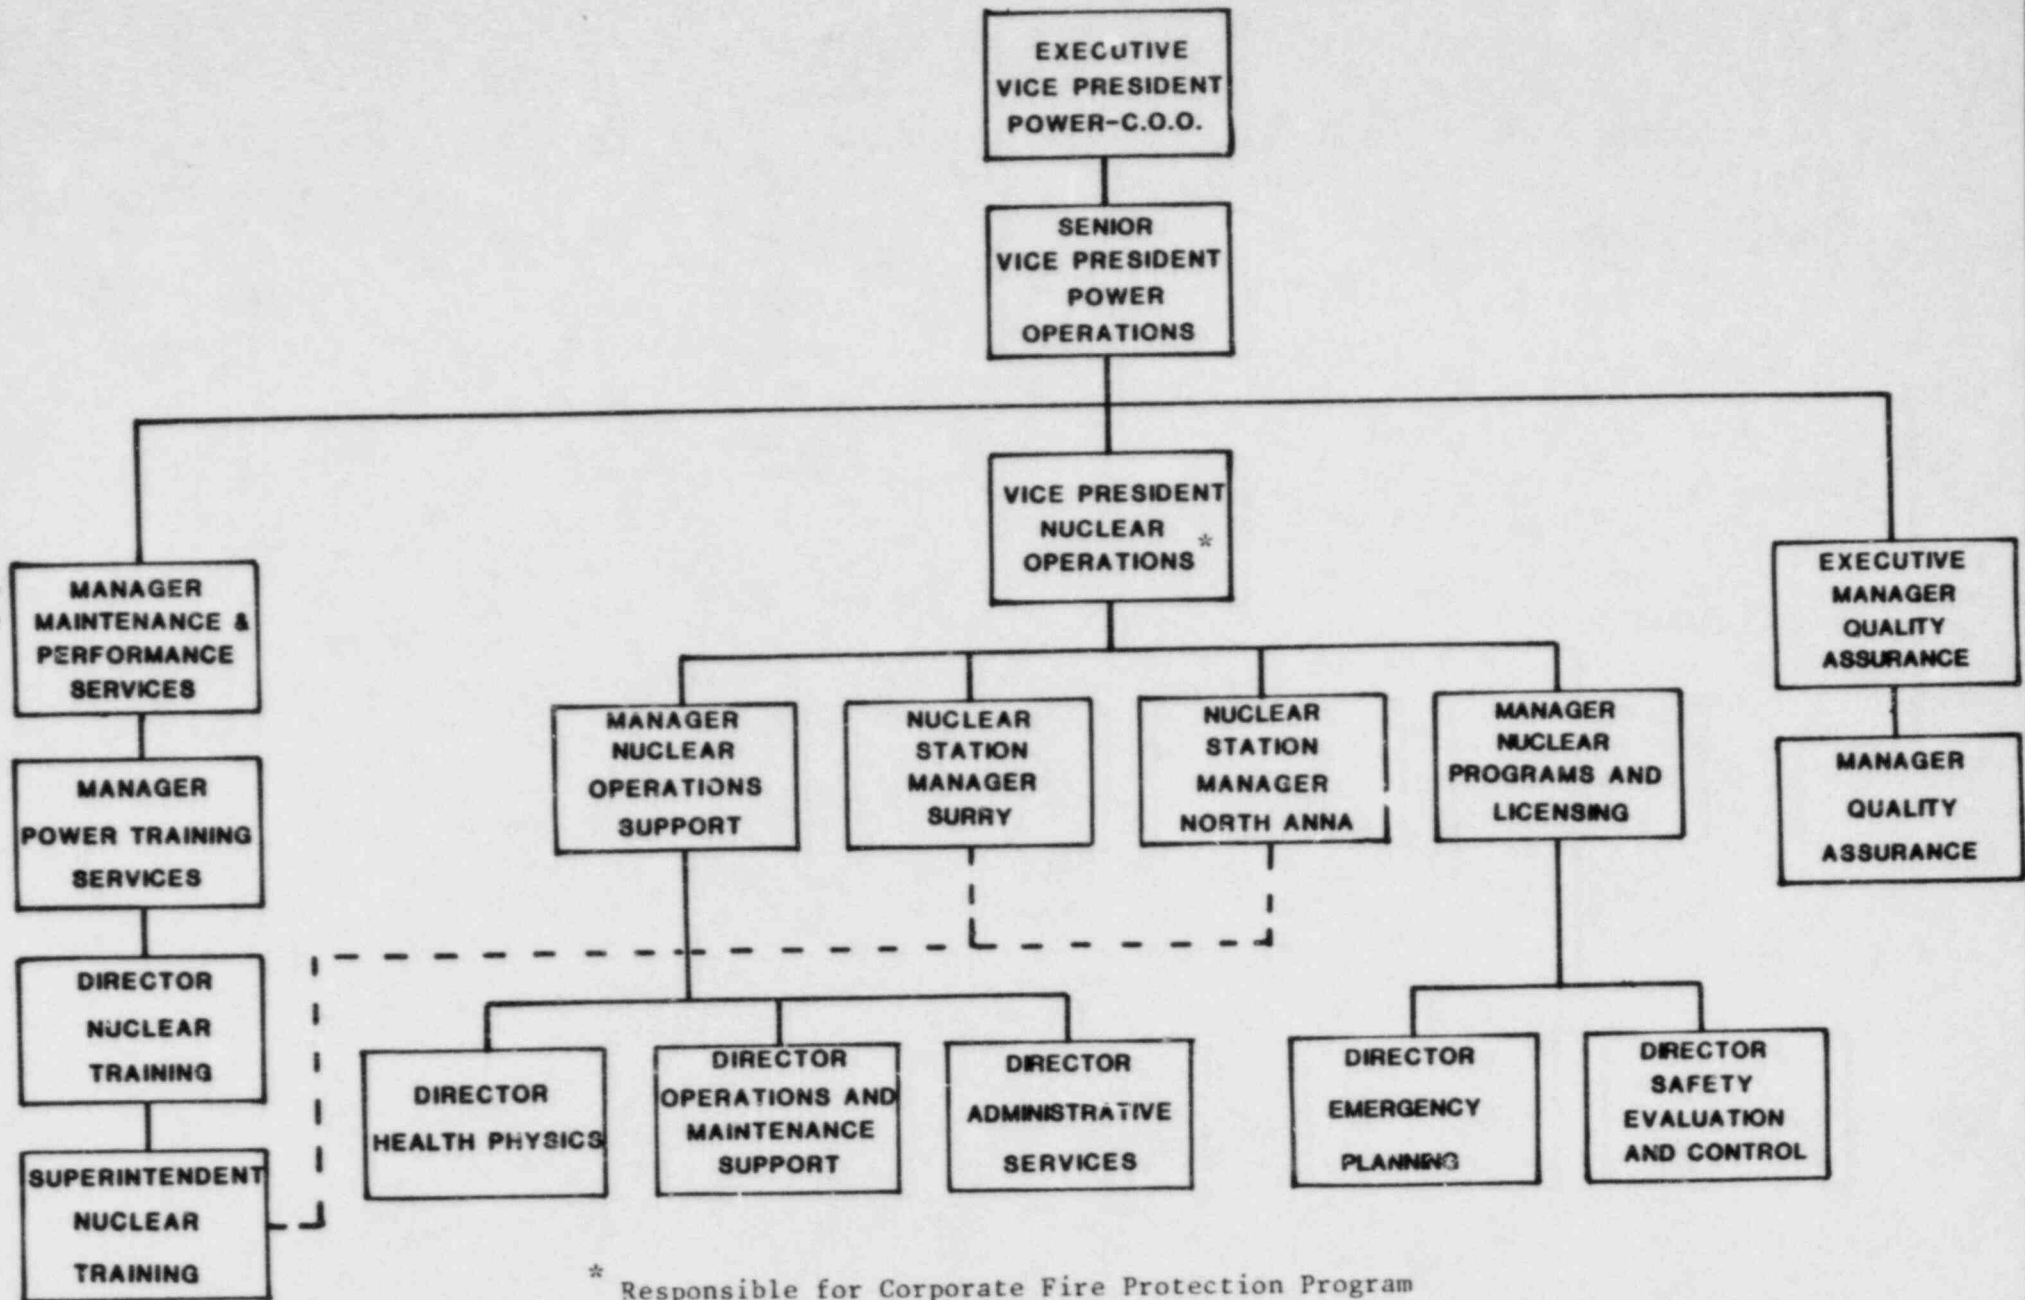 EXECUTIVE
VICE PRESIDENT
POWER-C.O.O.
SENIOR
VICE PRESIDENT
POWER
OPERATIONS
VICE PRESIDENT
NUCLEAR
OPERATIONS *
MANAGER
MAINTENANCE &
PERFORMANCE
SERVICES
EXECUTIVE
MANAGER
QUALITY
ASSURANCE
MANAGER
NUCLEAR
OPERATIONS
SUPPORT
NUCLEAR
STATION
MANAGER
SURRY
NUCLEAR
STATION
MANAGER
NORTH ANNA
MANAGER
NUCLEAR
PROGRAMS AND
LICENSING
MANAGER
POWER TRAINING
SERVICES
MANAGER
QUALITY
ASSURANCE
DIRECTOR
NUCLEAR
TRAINING
DIRECTOR
HEALTH PHYSICS
DIRECTOR
OPERATIONS AND
MAINTENANCE
SUPPORT
DIRECTOR
ADMINISTRATIVE
SERVICES
DIRECTOR
EMERGENCY
PLANNING
DIRECTOR
SAFETY
EVALUATION
AND CONTROL
SUPERINTENDENT
NUCLEAR
TRAINING
* Responsible for Corporate Fire Protection Program